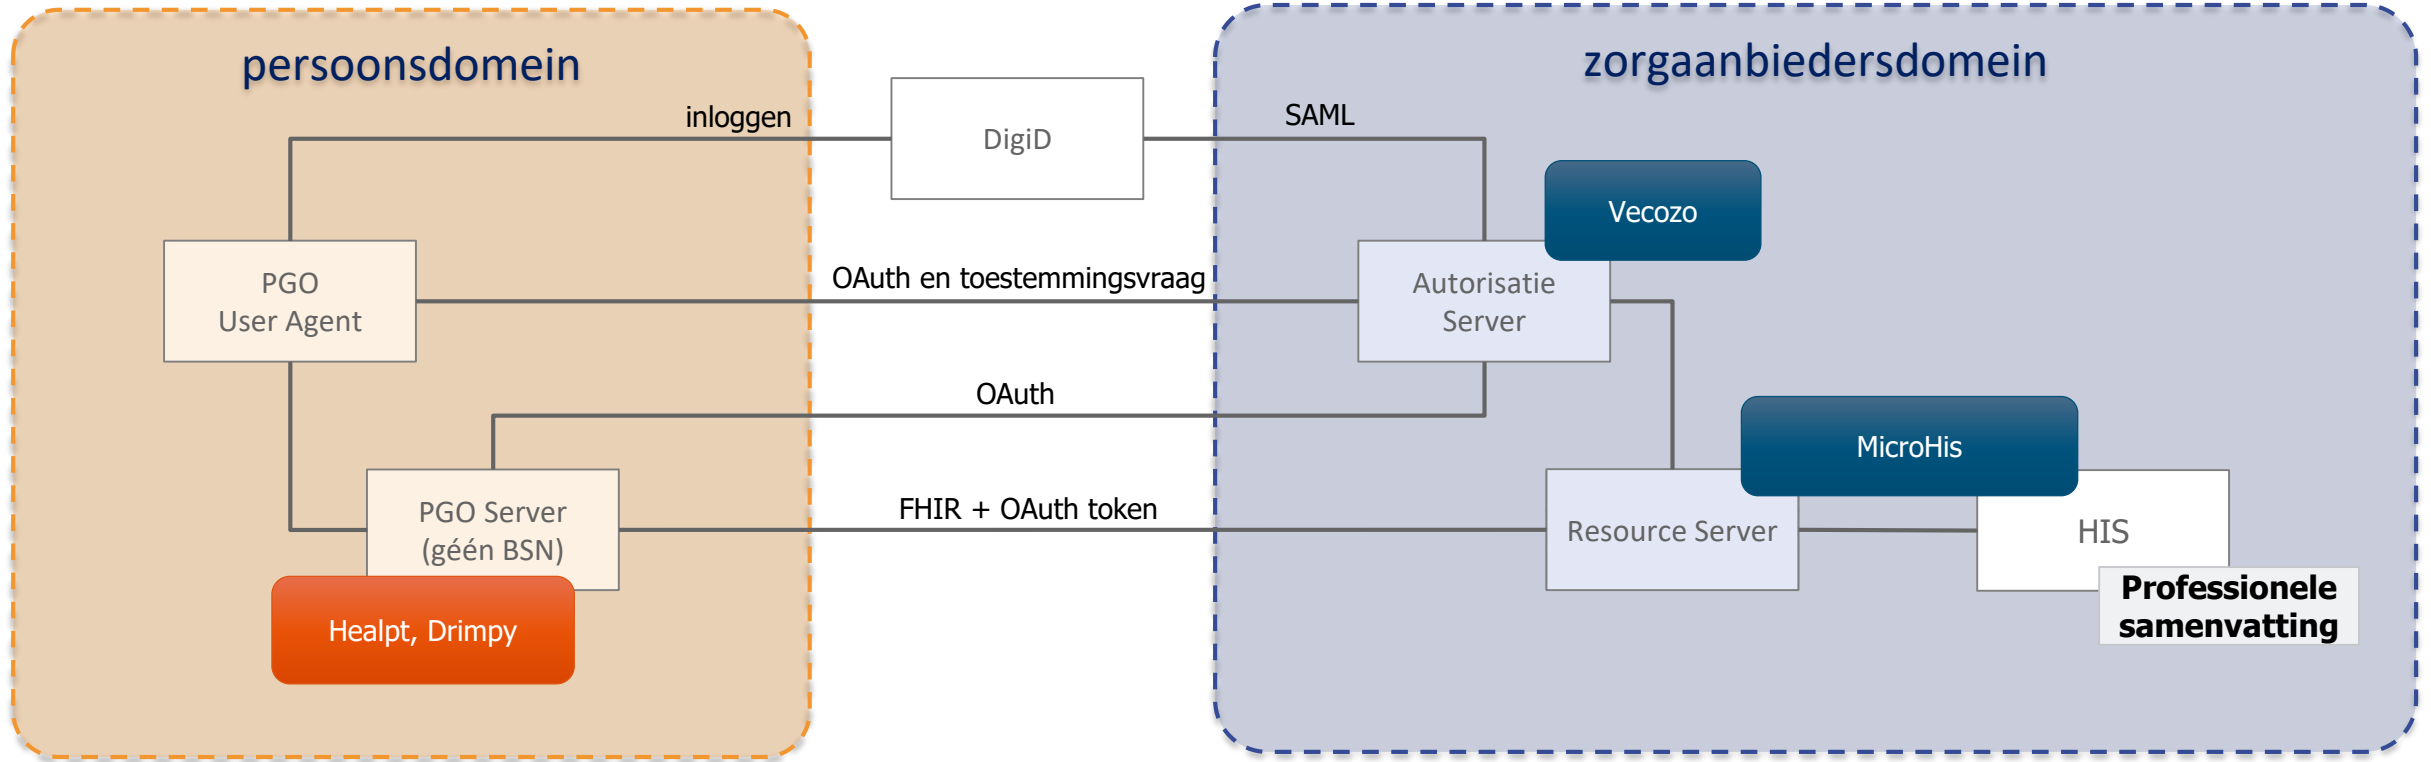 persoonsdomein
zorgaanbiedersdomein
inloggen
DigiD
SAML
Vecozo
PGO
User Agent
OAuth en toestemmingsvraag
Autorisatie
Server
OAuth
MicroHis
PGO Server
(géén BSN)
FHIR + OAuth token
Resource Server
HIS
Professionele
samenvatting
Healpt, Drimpy